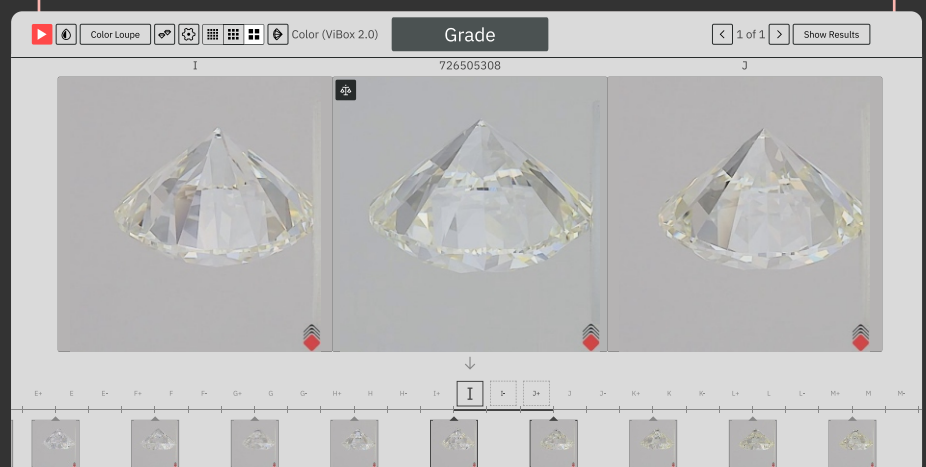 Color Loupe
Color (ViBox 2.0)
Grade
1 of 1
Show Results
I
726505308
J
E+ E E- F+ F F- G+ G G- H+ H H- I+ I I- J+ J J- K+ K K- L+ L L- M+ M M-